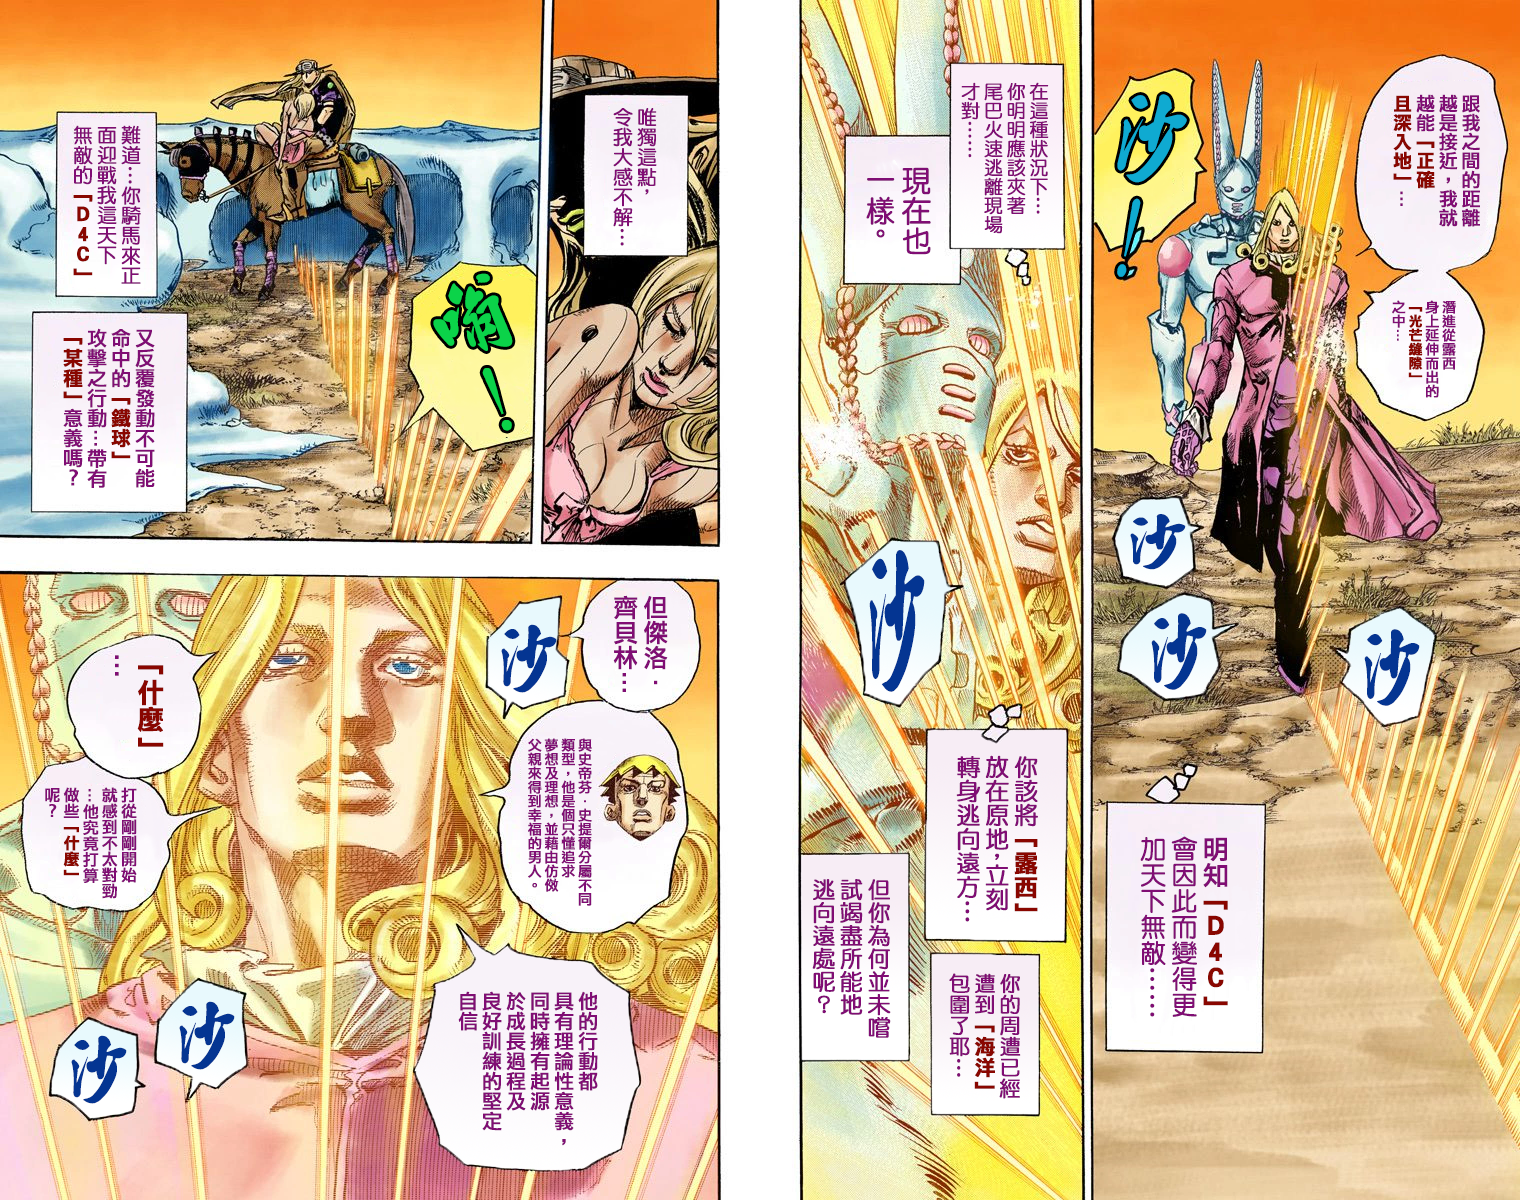 跟我之間的距離
越是接近，我就
越能「正確
且深入地」…
潛進從露西
身上延伸而出的
「光芒縫隙」
之中…
沙！
沙
沙
沙
明知「D4C」
會因此而變得更
加天下無敵……
在這種狀況下…
你明明應該夾著
尾巴火速逃離現場
才對……
現在也
一樣。
沙
你該將「露西」
放在原地，立刻
轉身逃向遠方…
你的周遭已經
遭到「海洋」
包圍了耶…
但你為何並未嚐
試竭盡所能地
逃向遠處呢？
唯獨這點，
令我大感不解…
難道…你騎馬來正
面迎戰我這天下
無敵的「D4C」
嘀！
又反覆發動不可能
命中的「鐵球」
攻擊之行動…帶有
「某種」意義嗎？
但傑洛．
齊貝林…
沙
與史帝芬．史提爾分屬不同
類型，他是個只懂追求
夢想及理想，並藉由仿傚
父親來得到幸福的男人。
他的行動都
具有理論性意義，
同時擁有起源
於成長過程及
良好訓練的堅定
自信
「什麼」
…
打從剛剛開始
就感到不太對勁
…他究竟打算
做些「什麼」
呢？
沙
沙